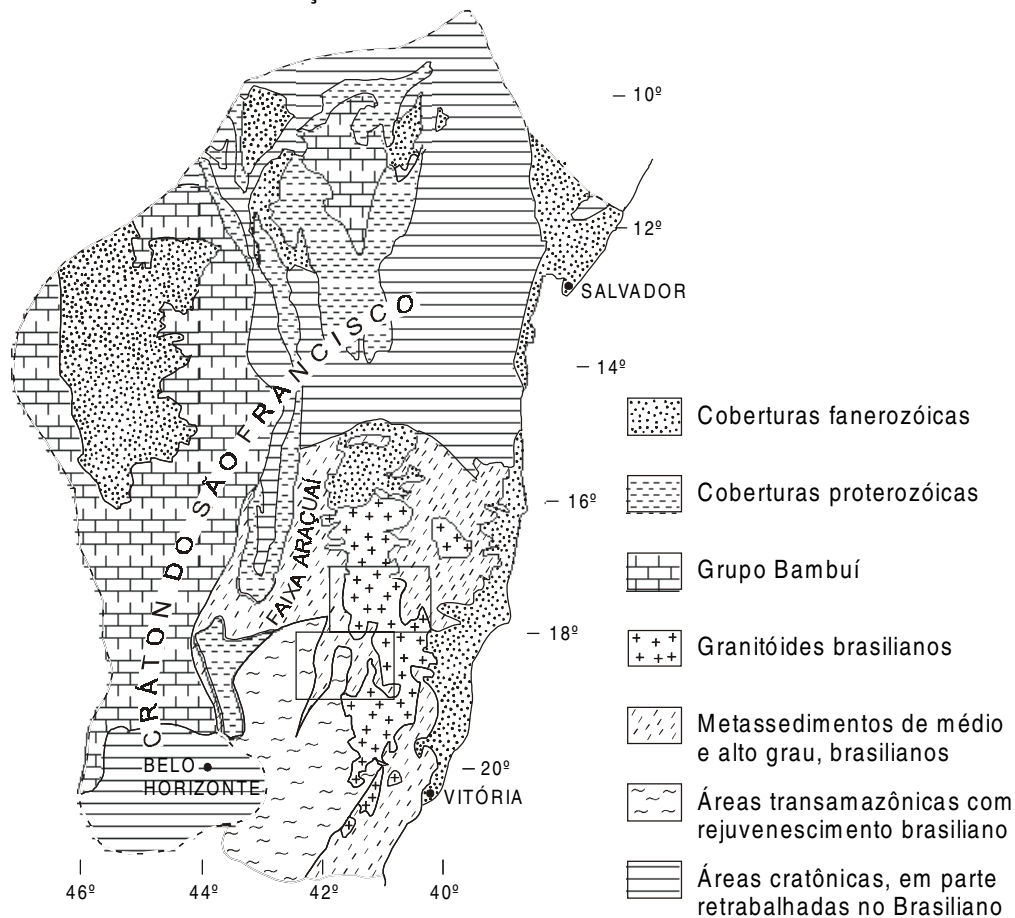 10º
12º
SALVADOR
14º
CRÁTON DO SÃO FRANCISCO
FAIXA ARAÇUAÍ
16º
18º
BELO
HORIZONTE
20º
VITÓRIA
46º 44º 42º 40º
Coberturas fanerozóicas
Coberturas proterozóicas
Grupo Bambuí
Granitóides brasilianos
Metassedimentos de médio
e alto grau, brasilianos
Áreas transamazônicas com
rejuvenescimento brasiliano
Áreas cratônicas, em parte
retrabalhadas no Brasiliano